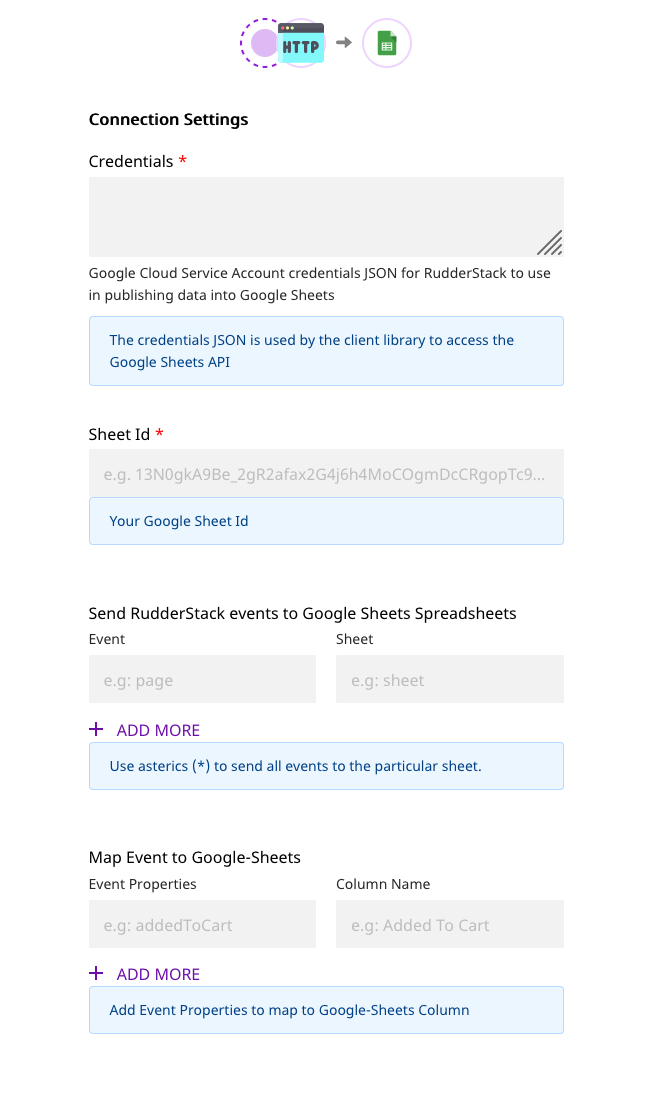 HTTP
Connection Settings
Credentials *
Google Cloud Service Account credentials JSON for RudderStack to use
in publishing data into Google Sheets
The credentials JSON is used by the client library to access the
Google Sheets API
Sheet Id *
e.g. 13N0gkA9Be_2gR2afax2G4j6h4MoCOgmDcCRgopTc9...
Your Google Sheet Id
Send RudderStack events to Google Sheets Spreadsheets
Event Sheet
e.g: page e.g: sheet
+ ADD MORE
Use asterics (*) to send all events to the particular sheet.
Map Event to Google-Sheets
Event Properties Column Name
e.g: addedToCart e.g: Added To Cart
+ ADD MORE
Add Event Properties to map to Google-Sheets Column